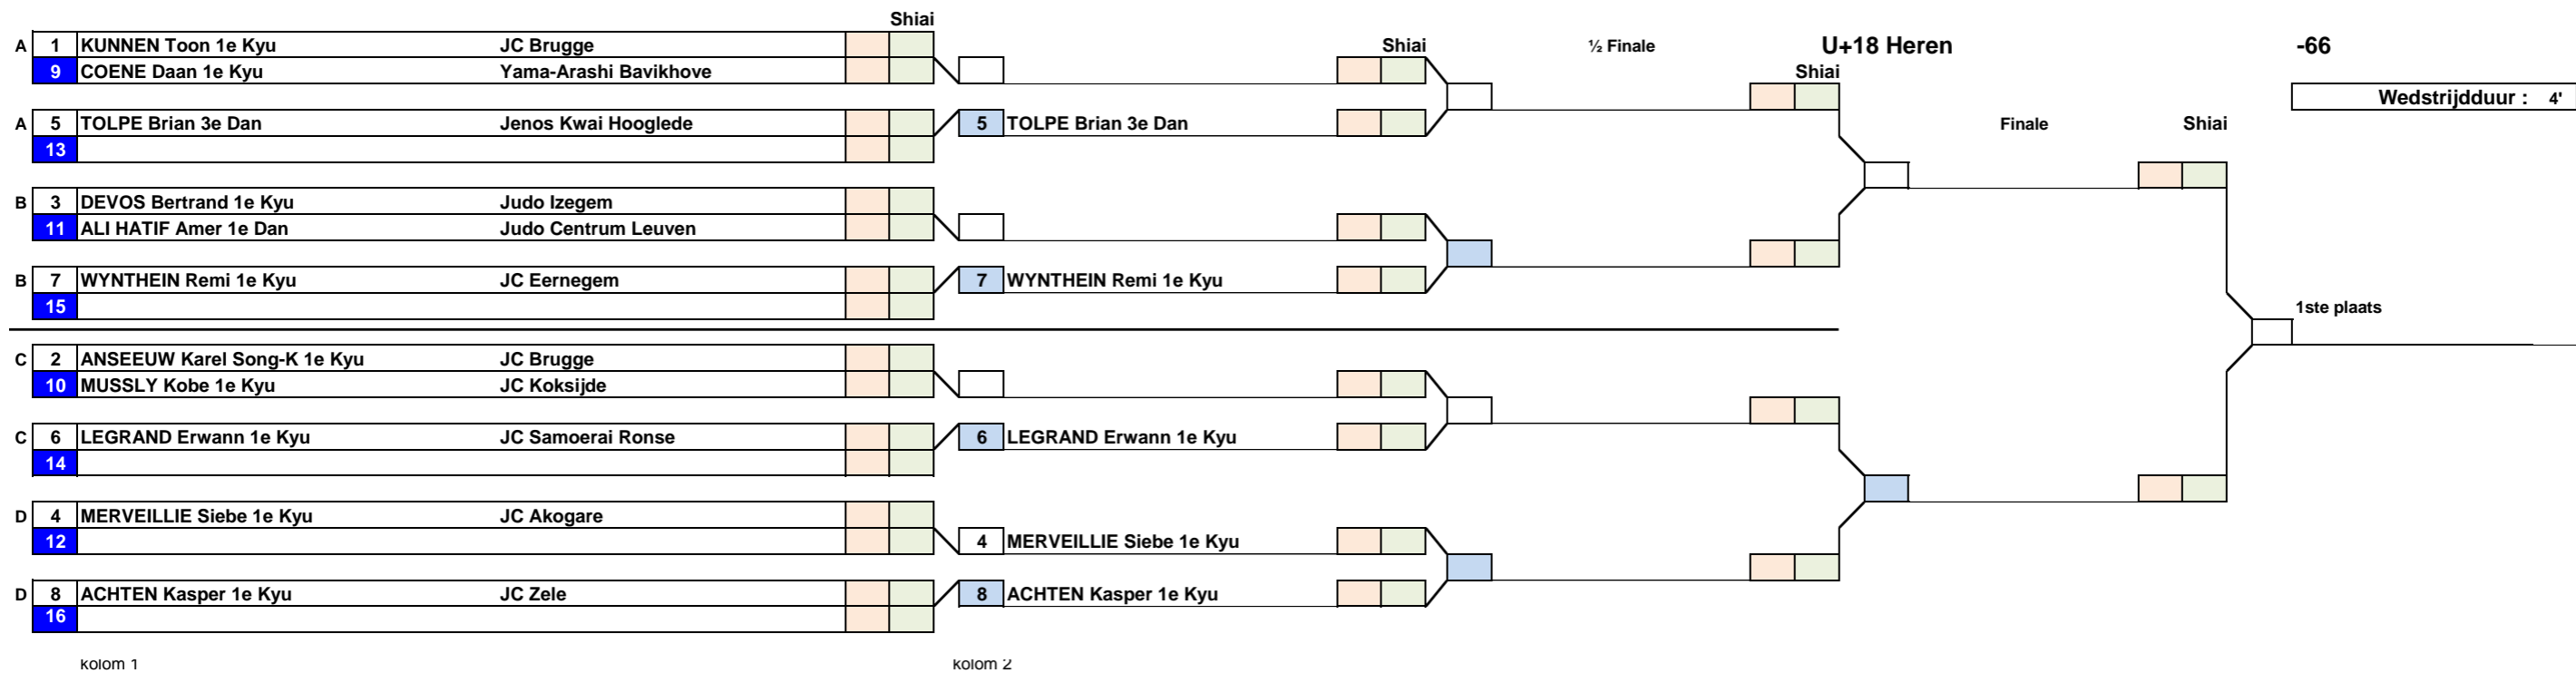 Shiai
A 1 KUNNEN Toon 1e Kyu JC Brugge Shiai ½ Finale U+18 Heren -66
9 COENE Daan 1e Kyu Yama-Arashi Bavikhove Shiai
Wedstrijdduur : 4'
A 5 TOLPE Brian 3e Dan Jenos Kwai Hooglede 5 TOLPE Brian 3e Dan Finale Shiai
13
B 3 DEVOS Bertrand 1e Kyu Judo Izegem
11 ALI HATIF Amer 1e Dan Judo Centrum Leuven
B 7 WYNTHEIN Remi 1e Kyu JC Eernegem 7 WYNTHEIN Remi 1e Kyu
15 1ste plaats
C 2 ANSEEUW Karel Song-K 1e Kyu JC Brugge
10 MUSSLY Kobe 1e Kyu JC Koksijde
C 6 LEGRAND Erwann 1e Kyu JC Samoerai Ronse 6 LEGRAND Erwann 1e Kyu
14
D 4 MERVEILLIE Siebe 1e Kyu JC Akogare
12 4 MERVEILLIE Siebe 1e Kyu
D 8 ACHTEN Kasper 1e Kyu JC Zele 8 ACHTEN Kasper 1e Kyu
16
kolom 1 kolom 2